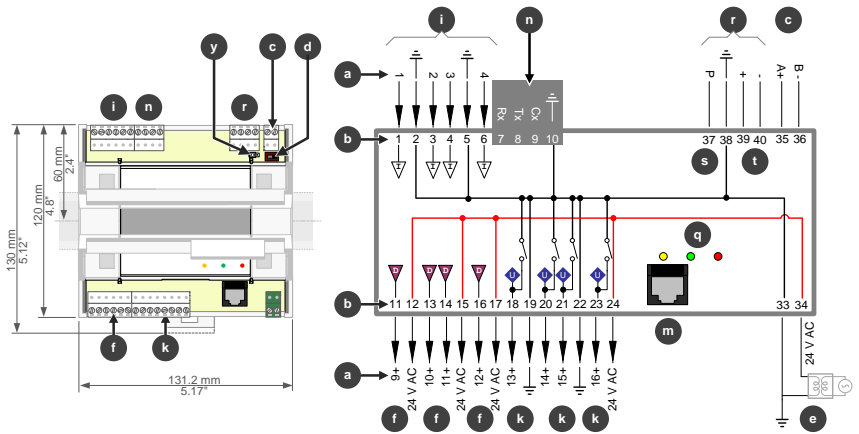 y c d
i n r
60 mm
2.4"
120 mm
4.8"
130 mm
5.12"
f k
131.2 mm
5.17"
i n r c
a 1 2 3 4 P + - A+ B-
Rx Tx Cx
b 1 2 3 4 5 6 7 8 9 10 37 38 39 40 35 36
I I I I
s t
q
D D D D U U U U
b 11 12 13 14 15 16 17 18 19 20 15 22 23 24 33 34
m
a 9+ 24 V AC 10+ 11+ 24 V AC 12+ 24 V AC 13+ 14+ 15+ 16+ 24 V AC 24 V AC
f f f k k k e